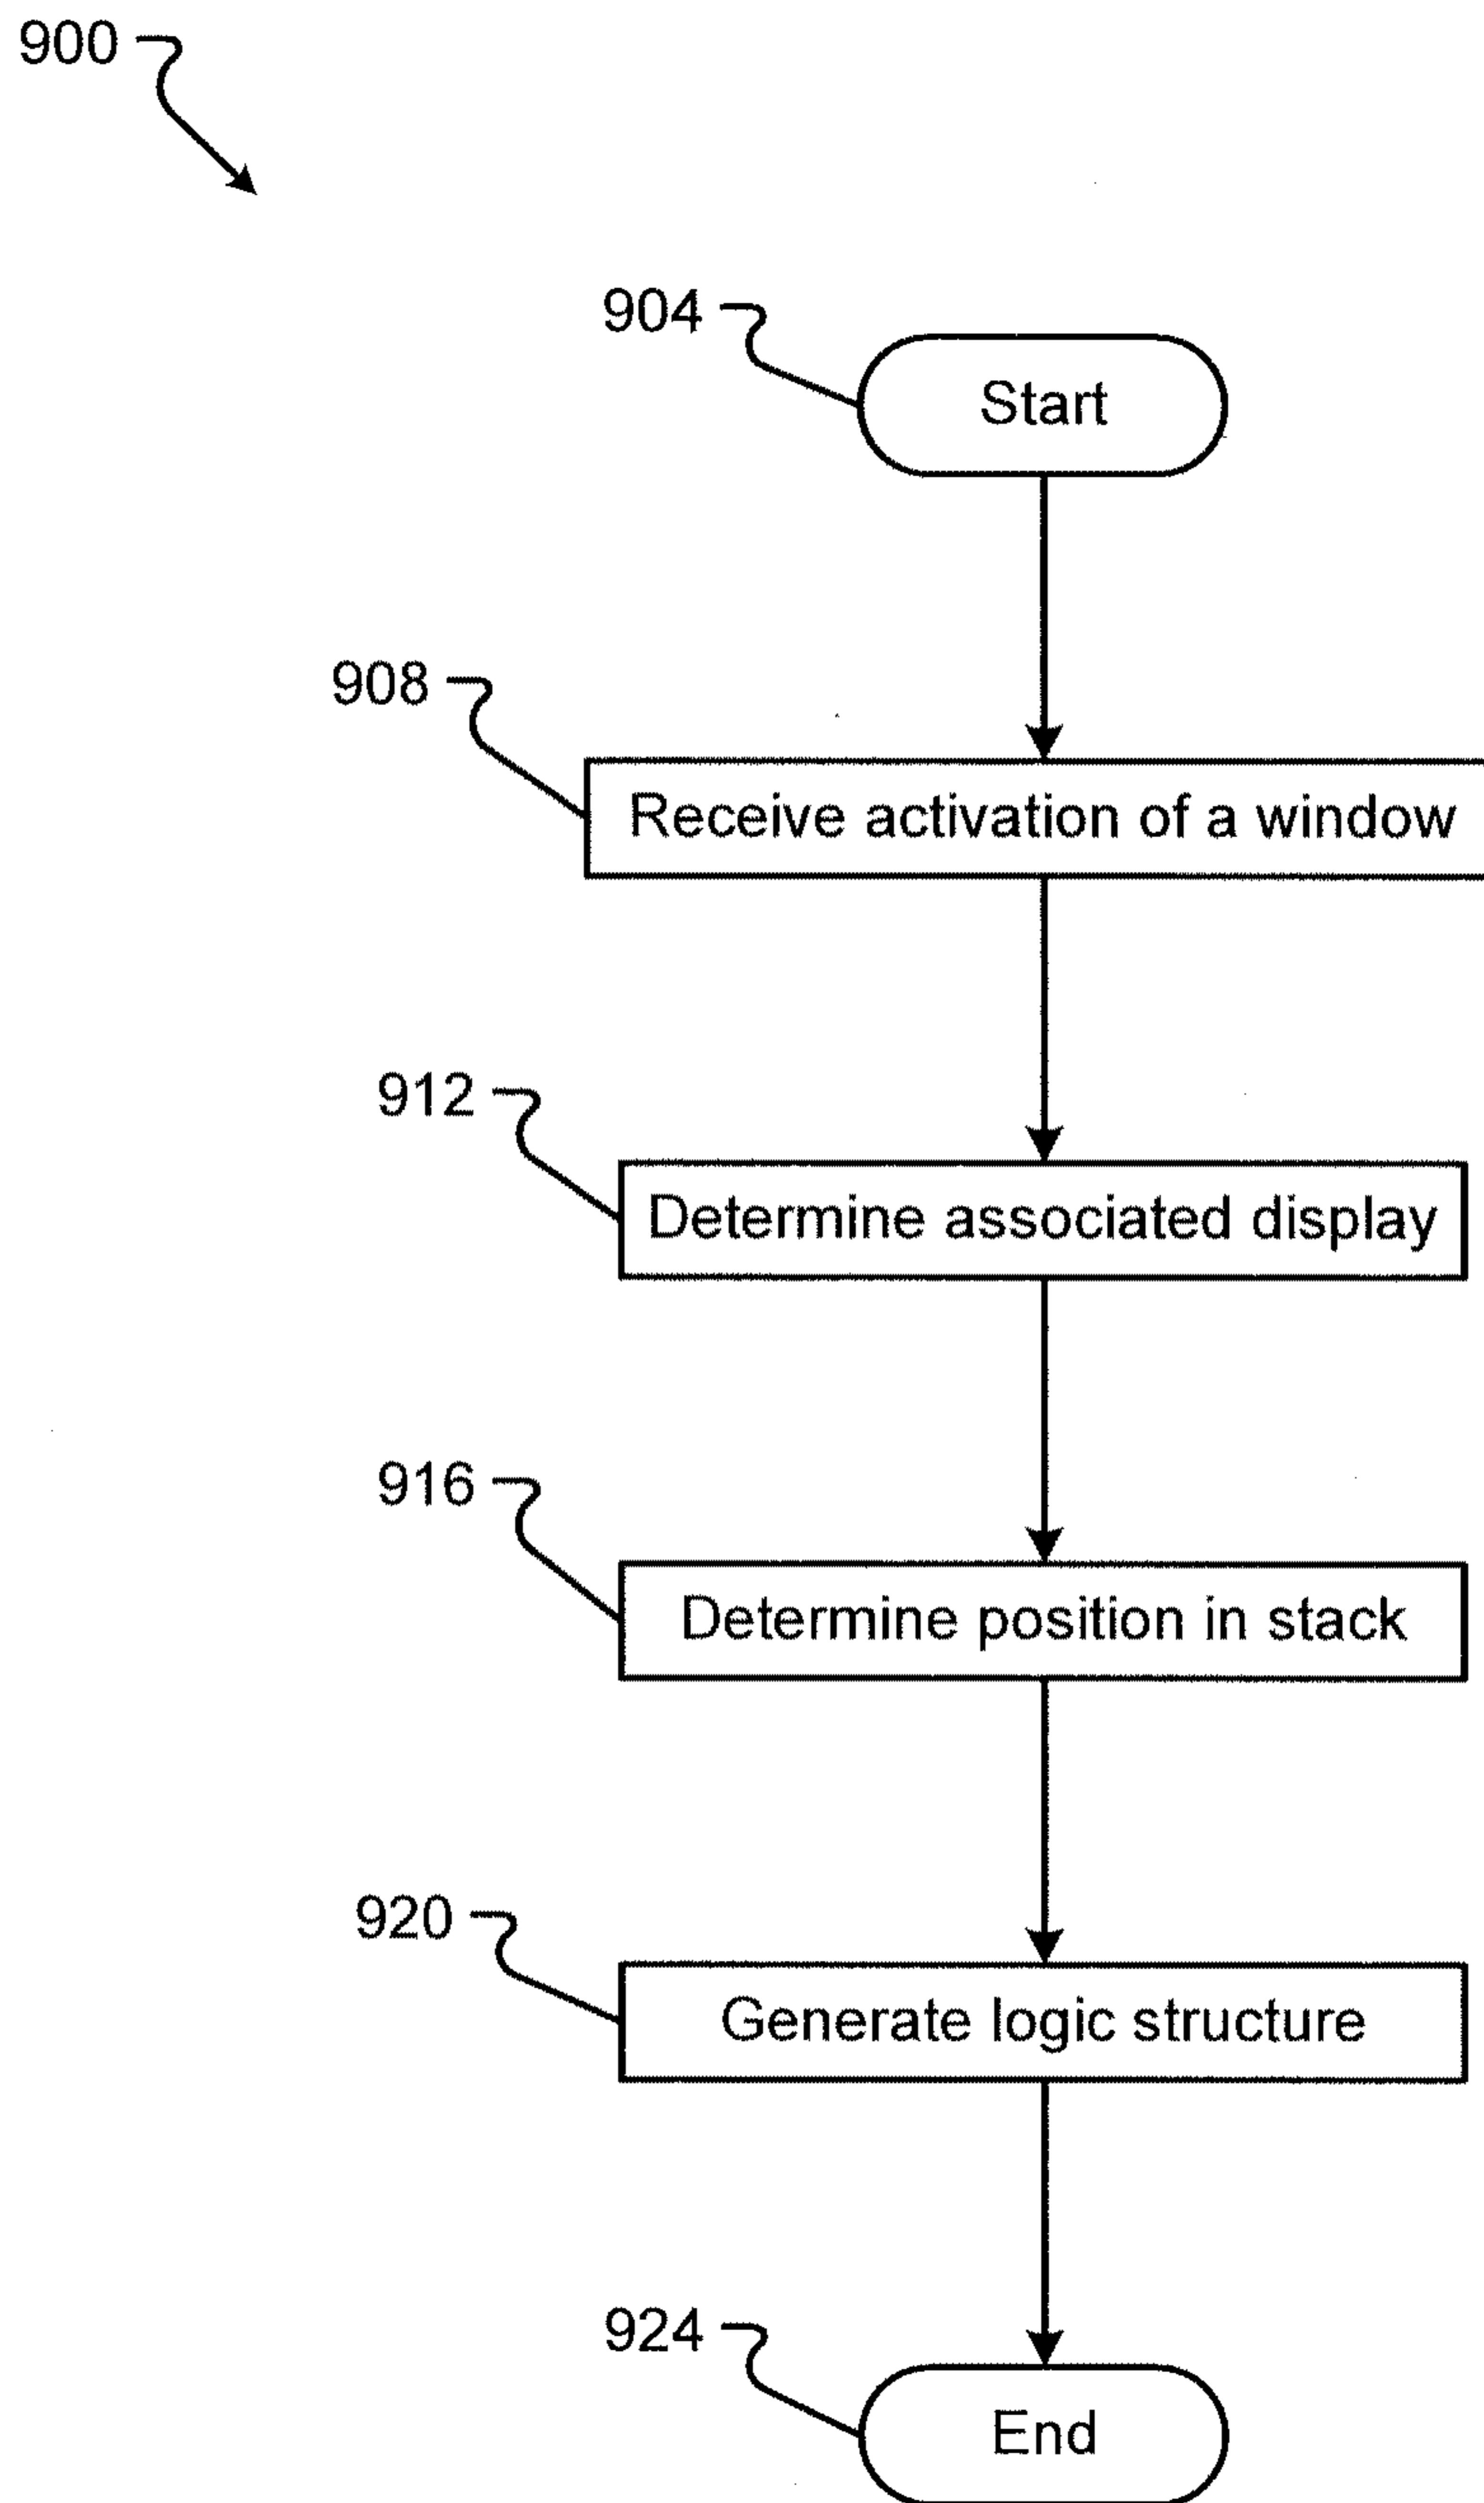 900
904
Start
908
Receive activation of a window
912
Determine associated display
916
Determine position in stack
920
Generate logic structure
924
End